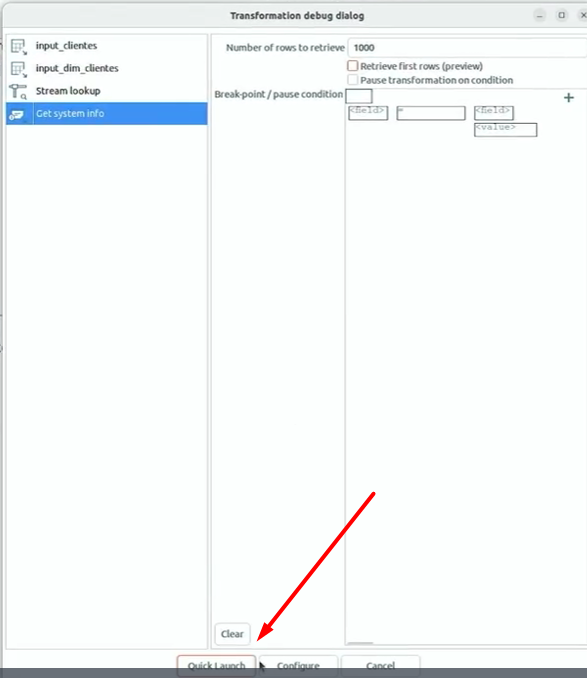 Transformation debug dialog
input_clientes
input_dim_clientes
Stream lookup
Get system info
Number of rows to retrieve 1000
Retrieve first rows (preview)
Pause transformation on condition
Break-point / pause condition
<field> = <field>
<value>
Clear
Quick Launch Configure Cancel